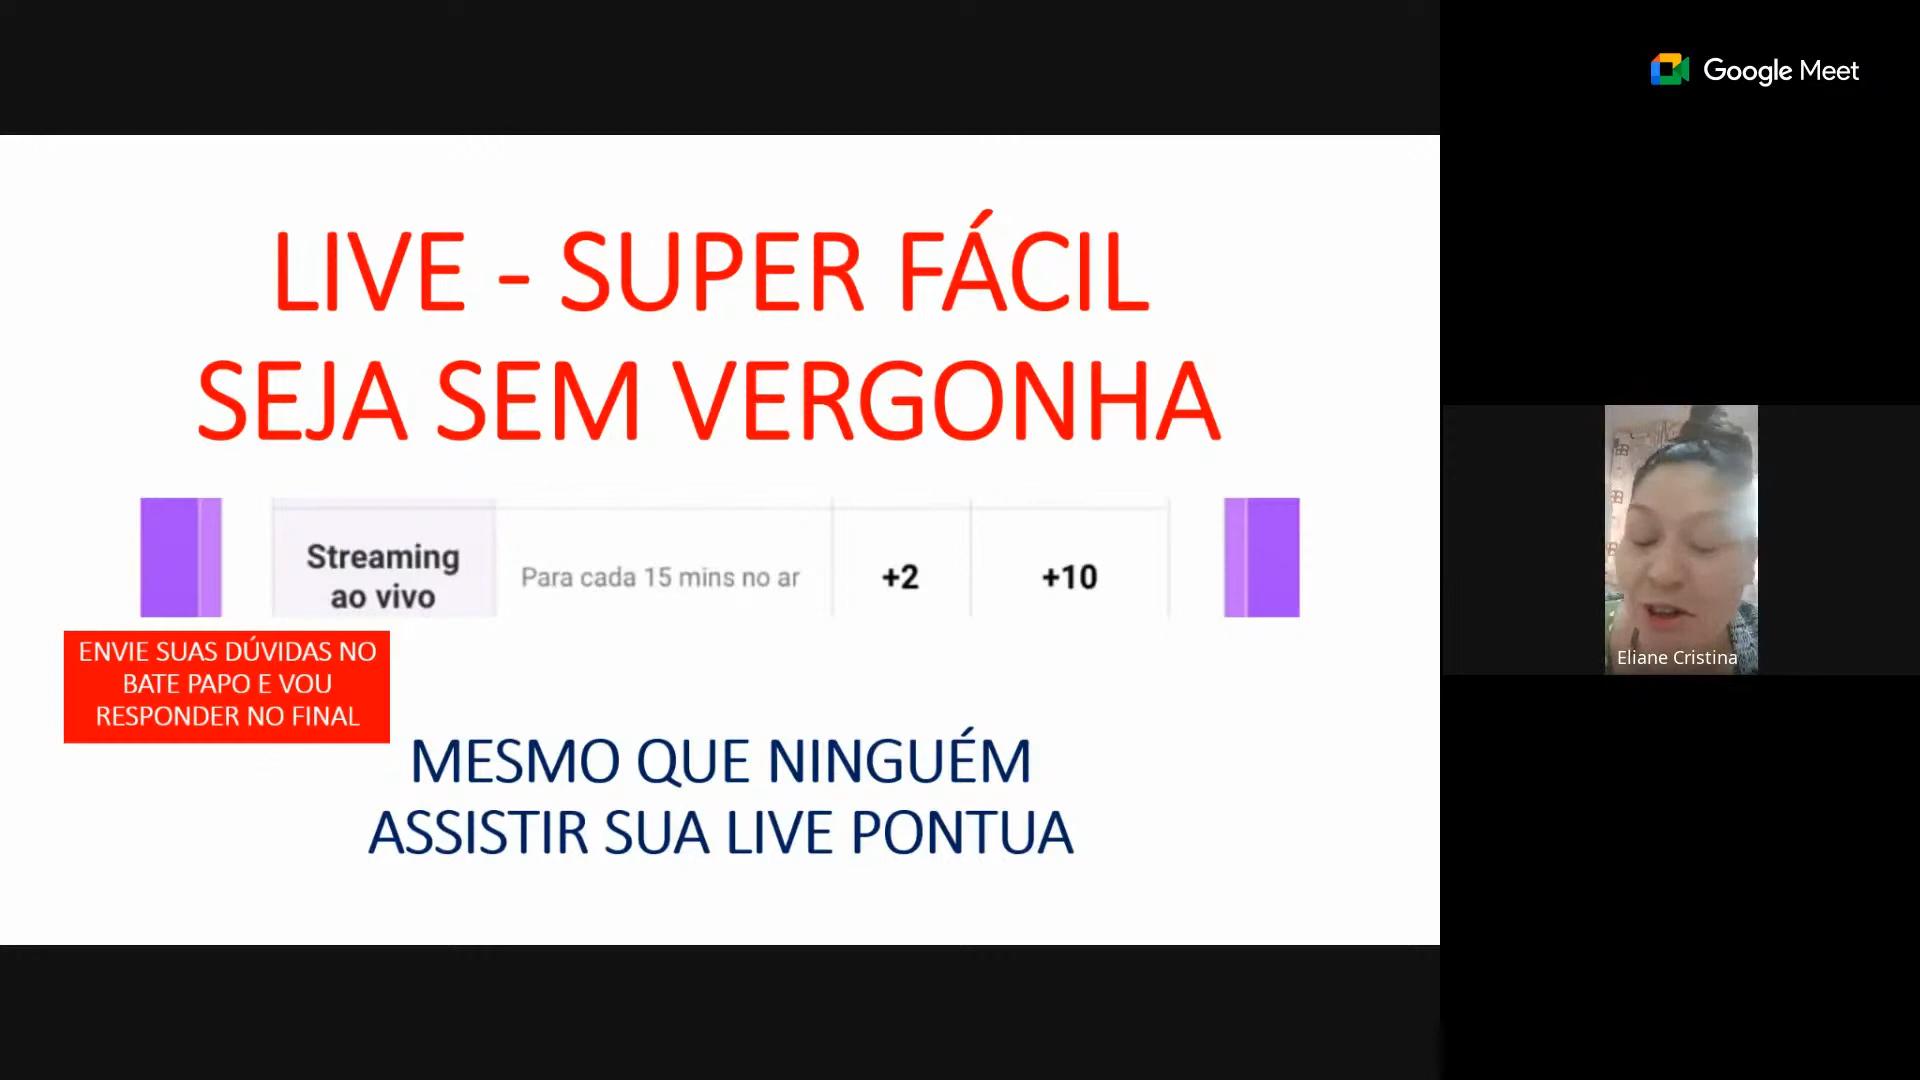 Google Meet
LIVE - SUPER FÁCIL
SEJA SEM VERGONHA
Streaming
ao vivo
Para cada 15 mins no ar
+2
+10
ENVIE SUAS DÚVIDAS NO
BATE PAPO E VOU
RESPONDER NO FINAL
MESMO QUE NINGUÉM
ASSISTIR SUA LIVE PONTUA
Eliane Cristina